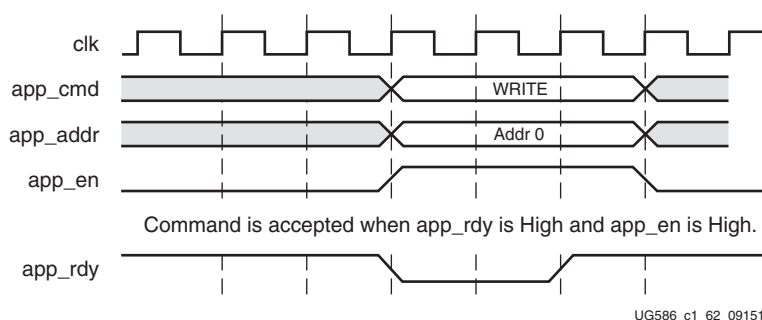 clk
app_cmd
WRITE
app_addr
Addr 0
app_en
Command is accepted when app_rdy is High and app_en is High.
app_rdy
UG586_c1_62_09151